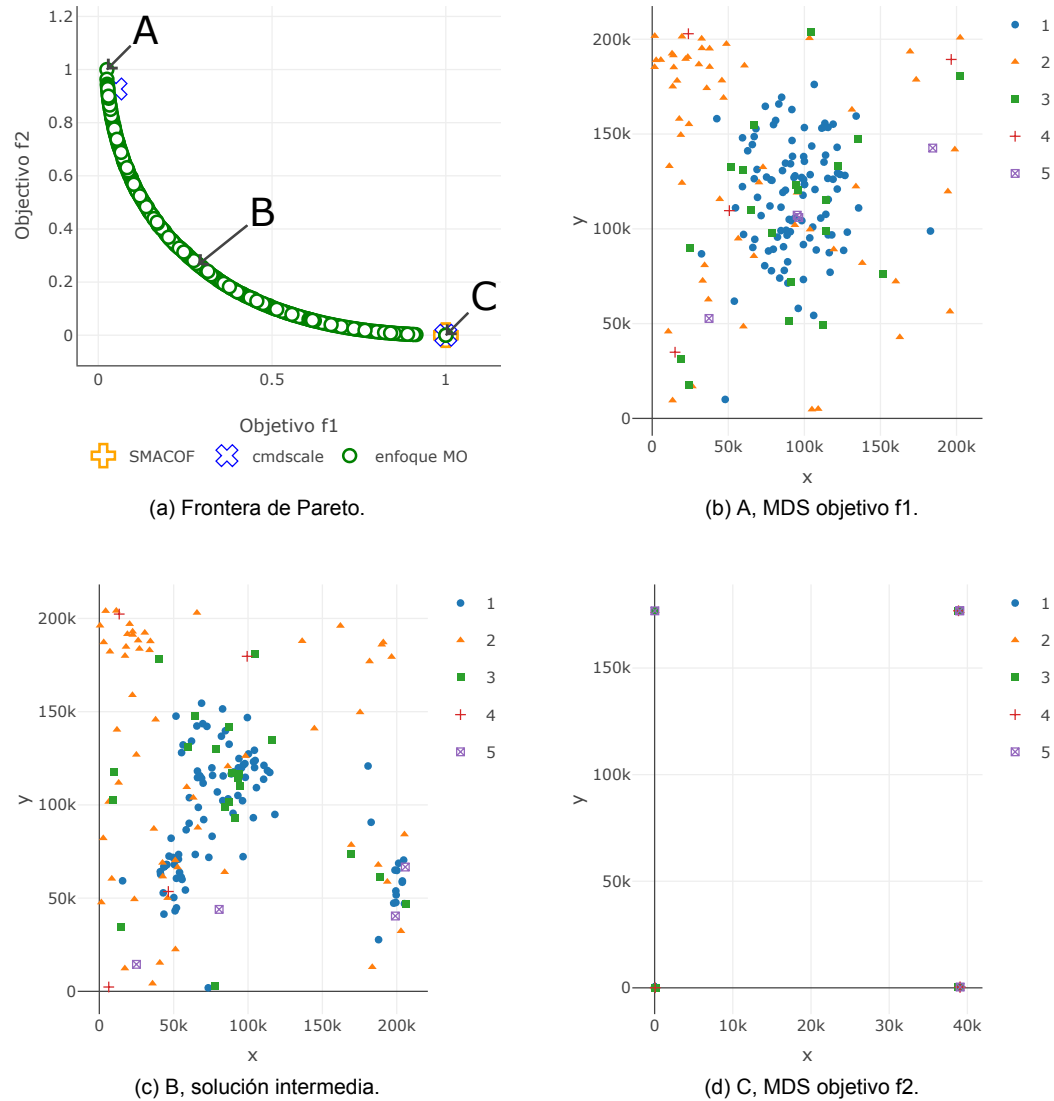 1.2
1
0.8
0.6
0.4
0.2
0
0
0.5
1
Objectivo f2
Objetivo f1
A
B
C
SMACOF
cmdscale
enfoque MO
(a) Frontera de Pareto.
200k
150k
100k
50k
0
0
50k
100k
150k
200k
y
x
1
2
3
4
5
(b) A, MDS objetivo f1.
200k
150k
100k
50k
0
0
50k
100k
150k
200k
y
x
1
2
3
4
5
(c) B, solución intermedia.
150k
100k
50k
0
0
10k
20k
30k
40k
y
x
1
2
3
4
5
(d) C, MDS objetivo f2.